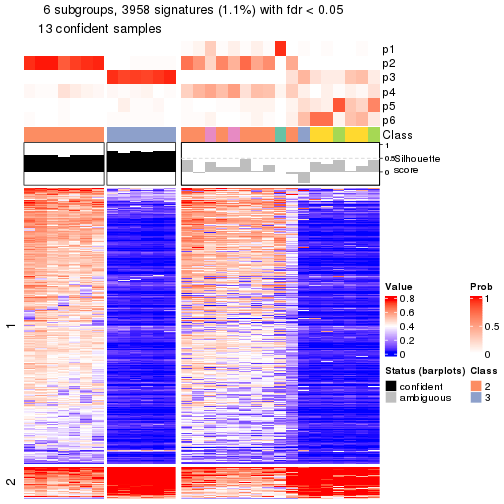 6 subgroups, 3958 signatures (1.1%) with fdr < 0.05
13 confident samples
p1
p2
p3
p4
p5
p6
Class
1
0.5
0
Silhouette
score
1
2
Value
0.8
0.6
0.4
0.2
0
Prob
1
0.5
0
Status (barplots)
confident
ambiguous
Class
2
3